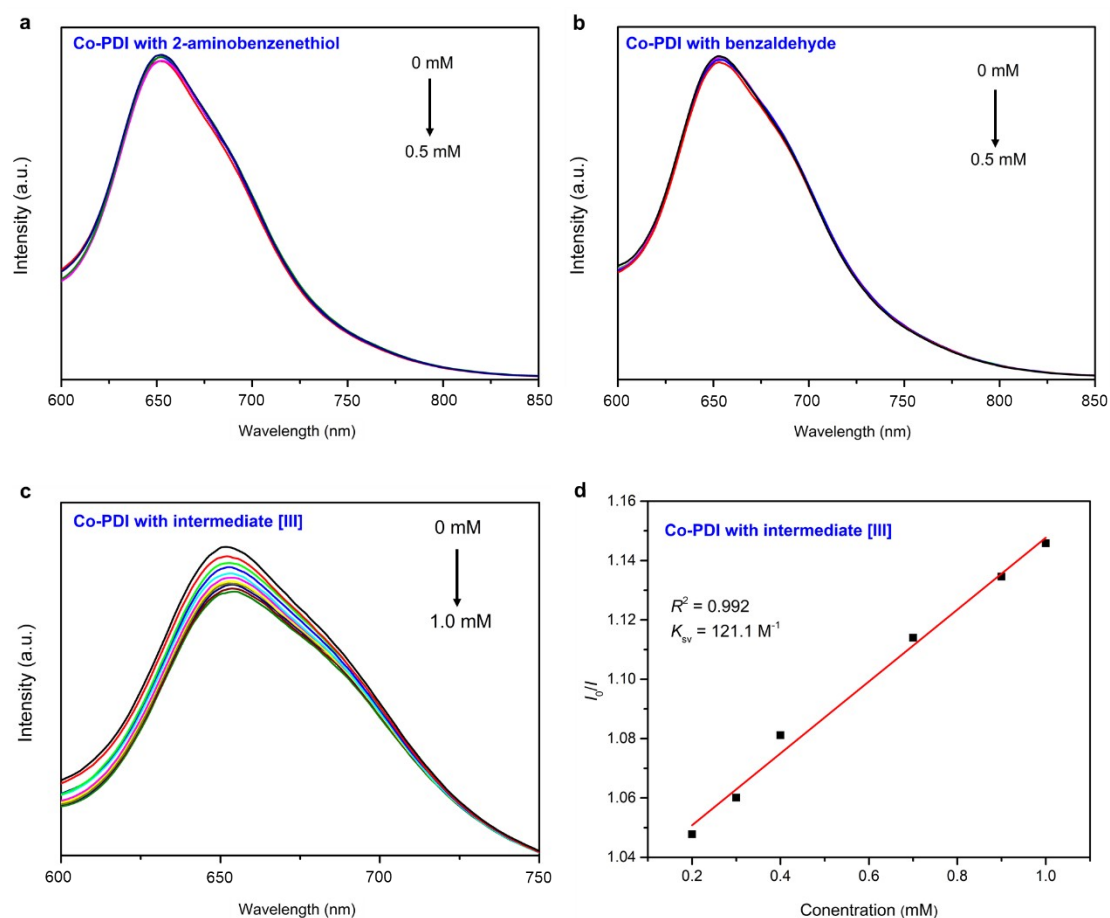 a
Co-PDI with 2-aminobenzenethiol
0 mM
0.5 mM
Intensity (a.u.)
600 650 700 750 800 850
Wavelength (nm)
b
Co-PDI with benzaldehyde
0 mM
0.5 mM
Intensity (a.u.)
600 650 700 750 800 850
Wavelength (nm)
c
Co-PDI with intermediate [III]
0 mM
1.0 mM
Intensity (a.u.)
600 650 700 750
Wavelength (nm)
d
Co-PDI with intermediate [III]
R² = 0.992
Ksv = 121.1 M⁻¹
I₀/I
1.16
1.14
1.12
1.10
1.08
1.06
1.04
0.2 0.4 0.6 0.8 1.0
Conentration (mM)